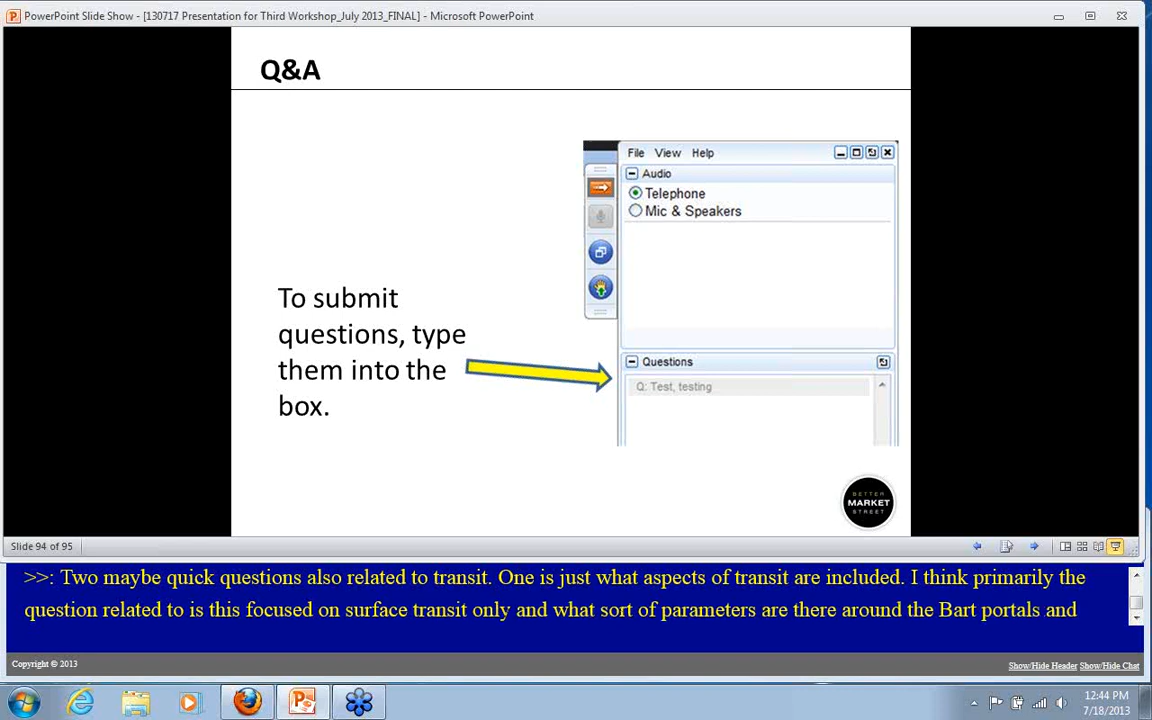 PowerPoint Slide Show - [130717 Presentation for Third Workshop_July 2013_FINAL] - Microsoft PowerPoint
Q&A
File View Help
Audio
Telephone
Mic & Speakers
To submit
questions, type
them into the
box.
Questions
Q: Test, testing
BETTER
MARKET
STREET
Slide 94 of 95
>>: Two maybe quick questions also related to transit. One is just what aspects of transit are included. I think primarily the
question related to is this focused on surface transit only and what sort of parameters are there around the Bart portals and
Copyright © 2013
Show/Hide Header Show/Hide Chat
12:44 PM
7/18/2013